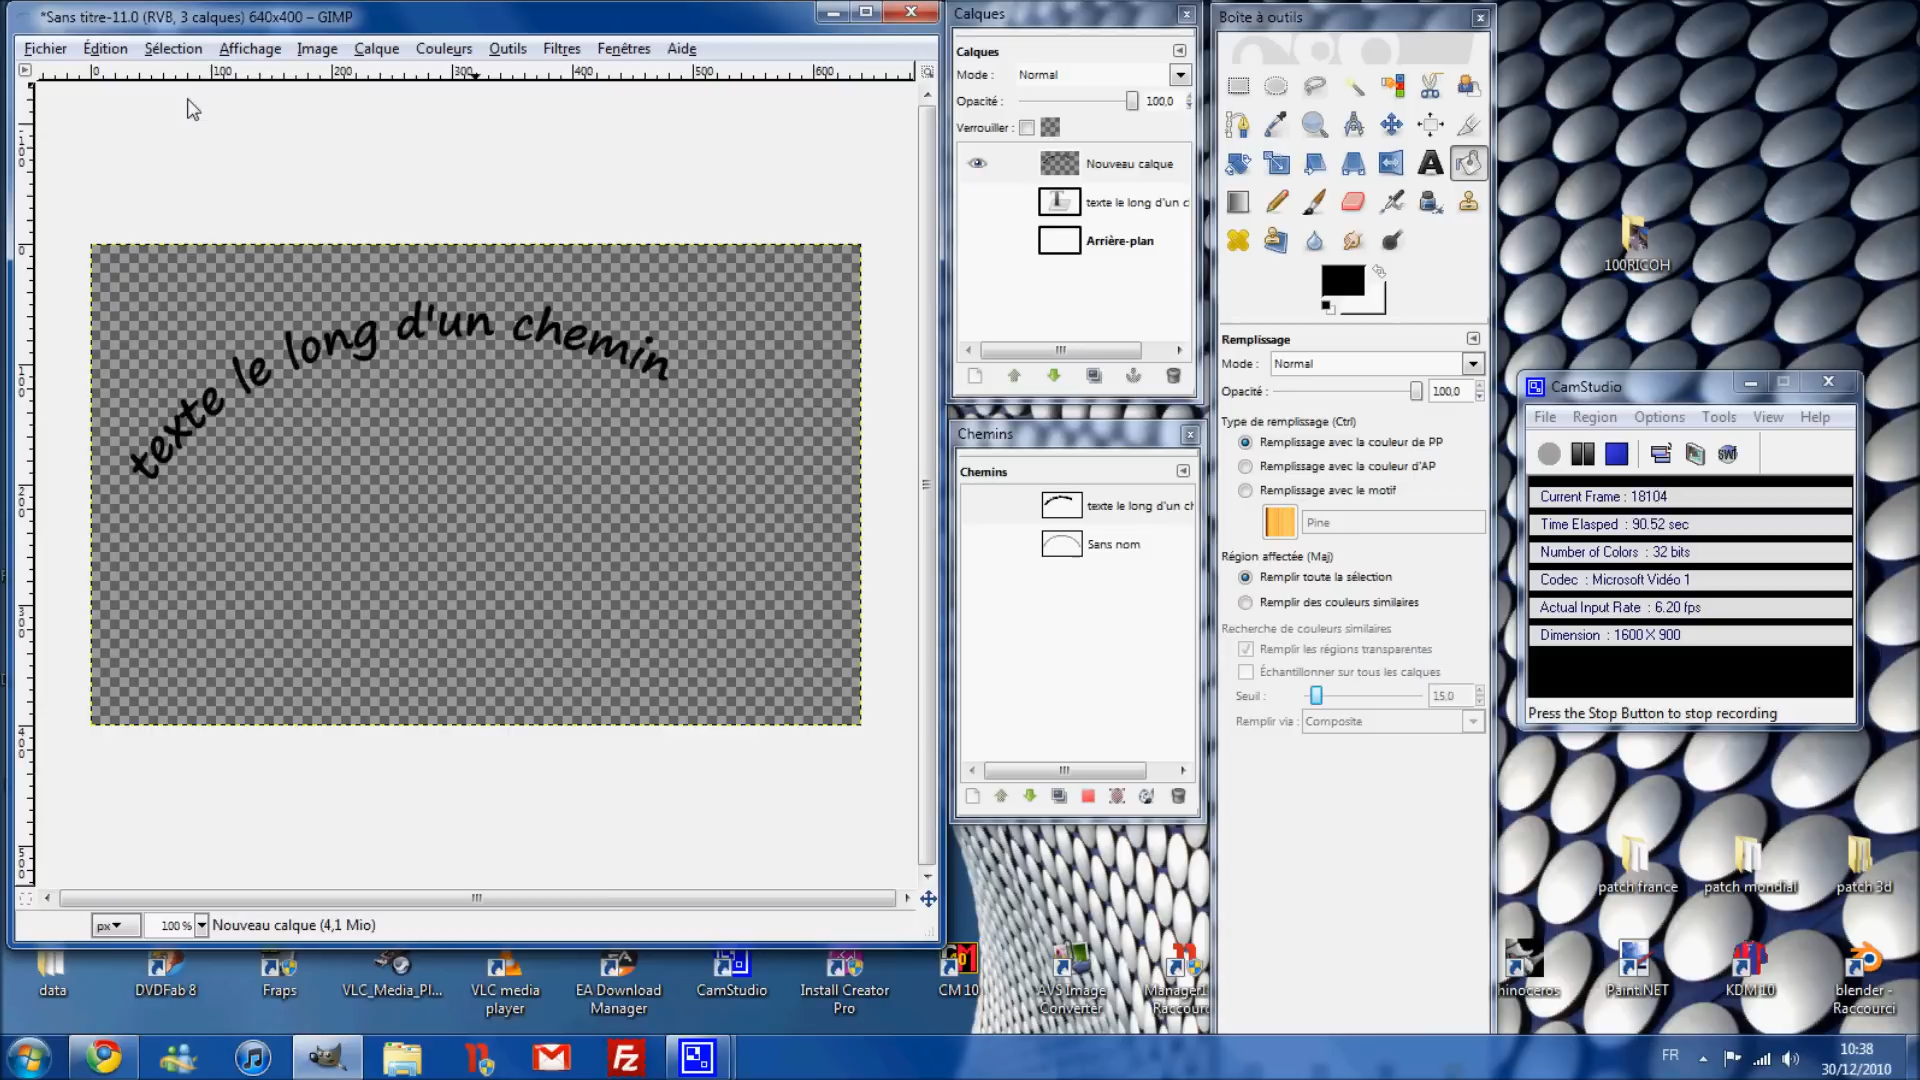 *Sans titre-11.0 (RVB, 3 calques) 640x400 – GIMP
Fichier Édition Sélection Affichage Image Calque Couleurs Outils Filtres Fenêtres Aide
0 100 200 300 400 500 600
texte le long d'un chemin
px 100 % Nouveau calque (4,1 Mio)
Calques
Calques
Mode : Normal
Opacité : 100,0
Verrouiller :
Nouveau calque
texte le long d'un c
Arrière-plan
Chemins
Chemins
texte le long d'un ch
Sans nom
Boîte à outils
Remplissage
Mode : Normal
Opacité : 100,0
Type de remplissage (Ctrl)
Remplissage avec la couleur de PP
Remplissage avec la couleur d'AP
Remplissage avec le motif
Pine
Région affectée (Maj)
Remplir toute la sélection
Remplir des couleurs similaires
Recherche de couleurs similaires
Remplir les régions transparentes
Échantillonner sur tous les calques
Seuil : 15,0
Remplir via : Composite
100RICOH
CamStudio
File Region Options Tools View Help
Current Frame : 18104
Time Elasped : 90.52 sec
Number of Colors : 32 bits
Codec : Microsoft Vidéo 1
Actual Input Rate : 6.20 fps
Dimension : 1600 X 900
Press the Stop Button to stop recording
patch france
patch mondial
patch 3d
data
DVDFab 8
Fraps
VLC_Media_Pl...
VLC media player
EA Download Manager
CamStudio
Install Creator Pro
CM 10
AVS Image Converter
Manager1
Raccourc
hinoceros
Paint.NET
KDM 10
blender - Raccourci
FR
10:38
30/12/2010